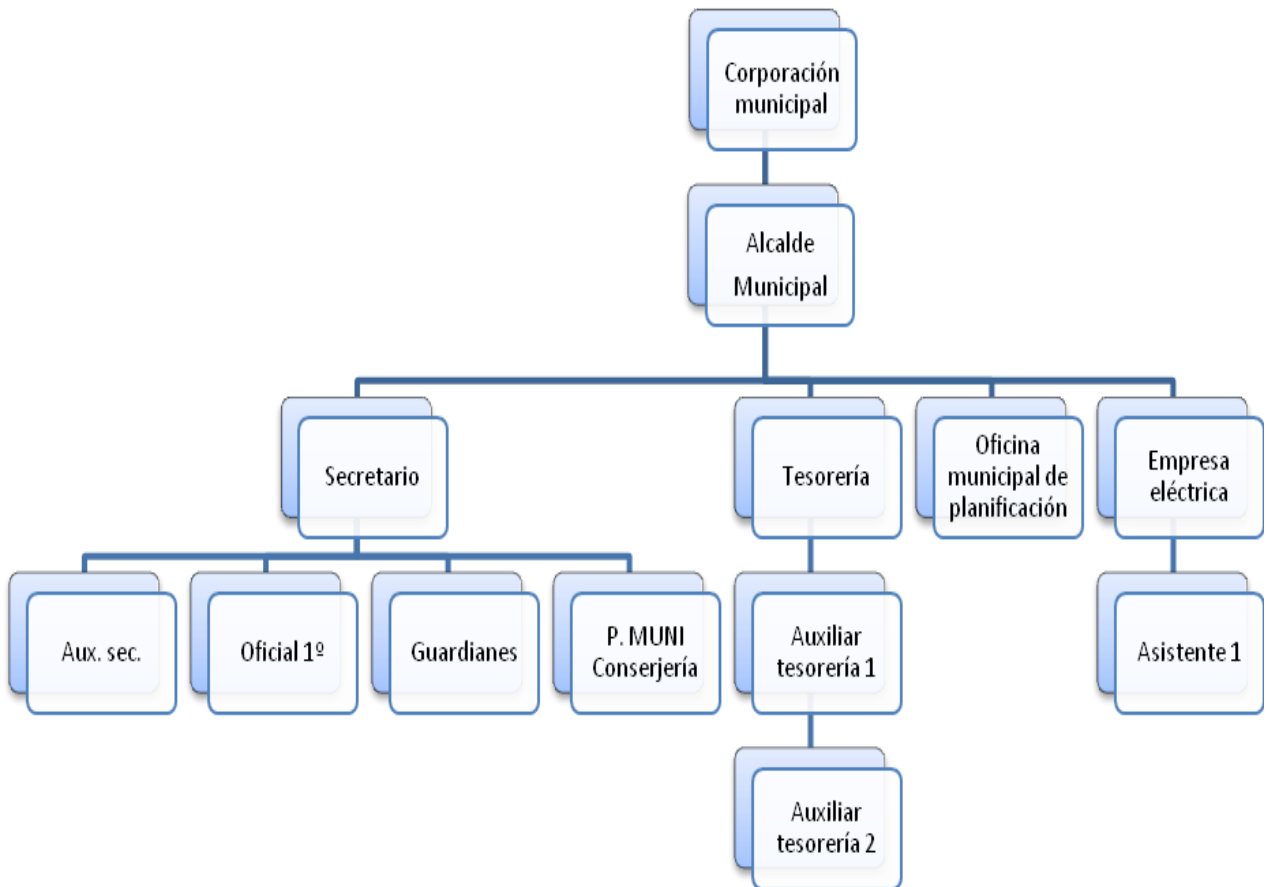 Corporación
municipal
Alcalde
Municipal
Secretario
Tesorería
Oficina
municipal de
planificación
Empresa
eléctrica
Aux. sec.
Oficial 1º
Guardianes
P. MUNI
Conserjería
Auxiliar
tesorería 1
Asistente 1
Auxiliar
tesorería 2